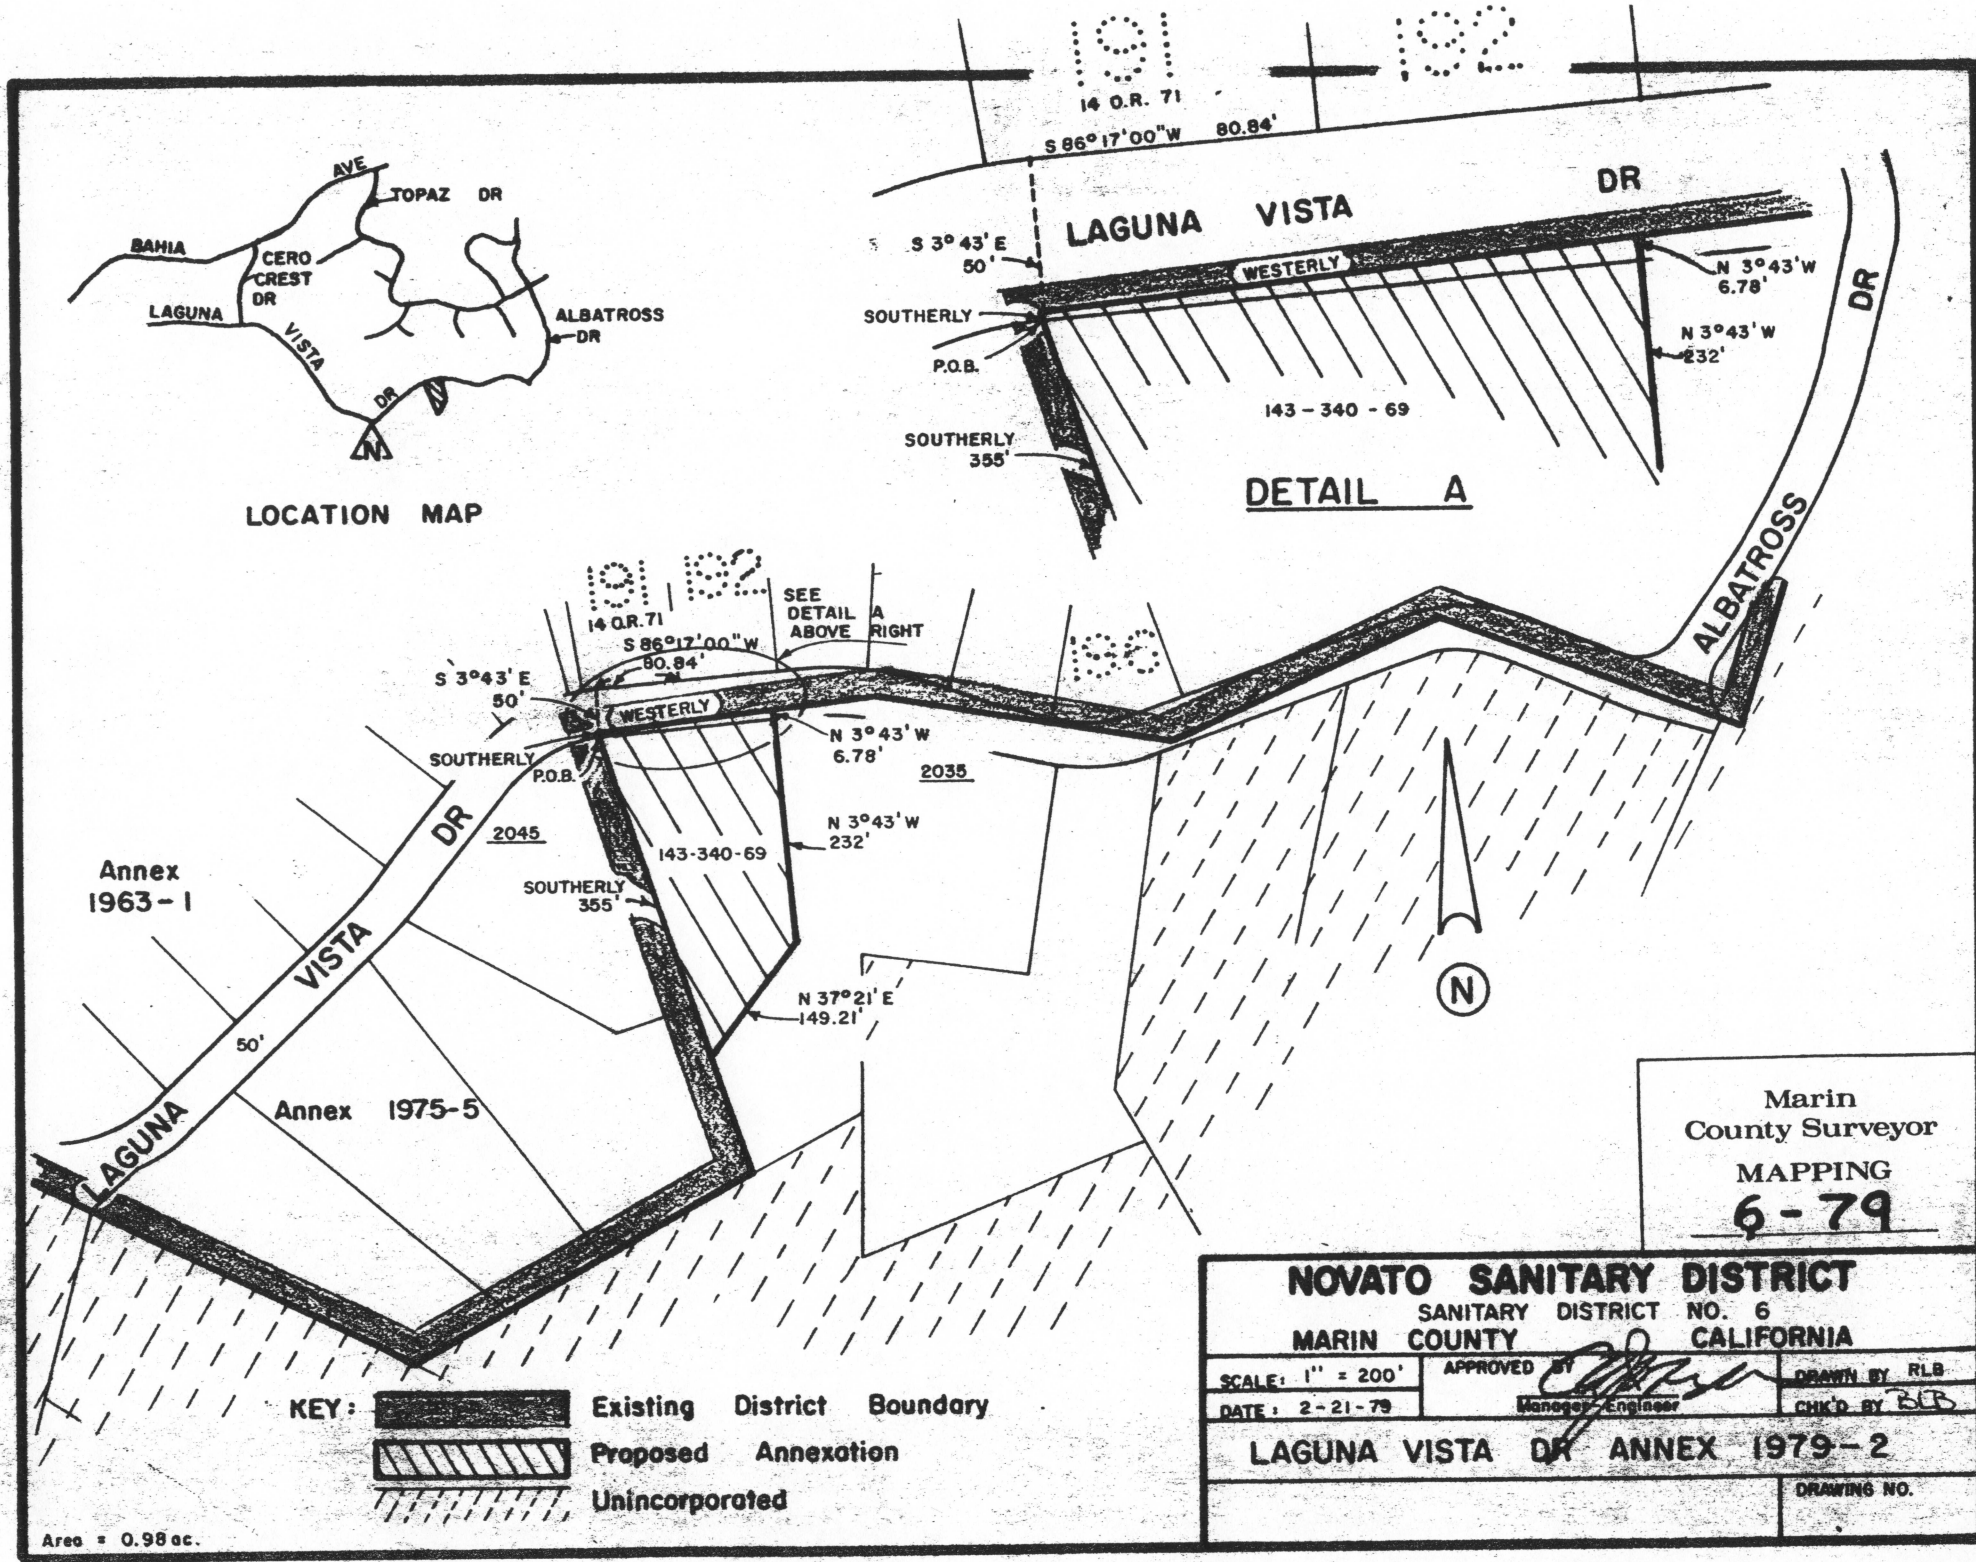 191
192
14 O.R. 71
S 86° 17' 00" W 80.84'
AVE
TOPAZ DR
BAHIA
CERO
CREST
DR
LAGUNA
VISTA
DR
ALBATROSS
DR
N
LOCATION MAP
LAGUNA VISTA DR
S 3° 43' E
50'
WESTERLY
N 3° 43' W
6.78'
SOUTHERLY
P.O.B.
N 3° 43' W
232'
143 - 340 - 69
SOUTHERLY
355'
DETAIL A
ALBATROSS DR
191
192
14 O.R. 71
SEE
DETAIL A
ABOVE RIGHT
S 86° 17' 00" W
80.84'
190
S 3° 43' E
50'
WESTERLY
N 3° 43' W
6.78'
SOUTHERLY
P.O.B.
2035
2045
N 3° 43' W
232'
143-340-69
SOUTHERLY
355'
Annex
1963-1
N 37° 21' E
149.21'
N
LAGUNA VISTA DR
50'
Annex 1975-5
Marin
County Surveyor
MAPPING
6-79
NOVATO SANITARY DISTRICT
SANITARY DISTRICT NO. 6
MARIN COUNTY CALIFORNIA
SCALE: 1" = 200'
APPROVED BY
DRAWN BY RLB
DATE: 2-21-79
Manager-Engineer
CHK'D BY BLB
LAGUNA VISTA DR ANNEX 1979-2
DRAWING NO.
KEY:
Existing District Boundary
Proposed Annexation
Unincorporated
Area = 0.98 ac.